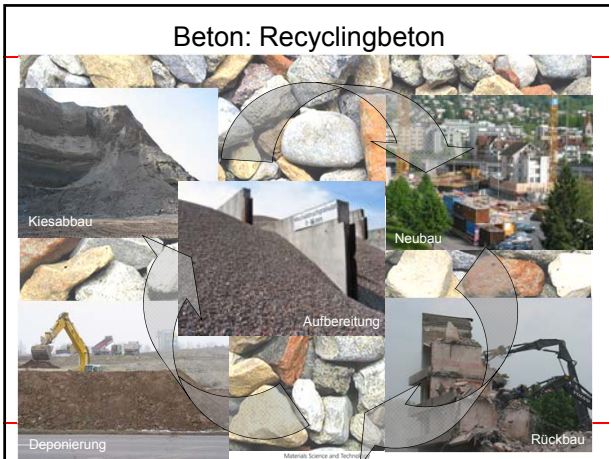 Beton: Recyclingbeton
Kiesabbau
Neubau
Aufbereitung
Deponierung
Rückbau
Materials Science and Technology